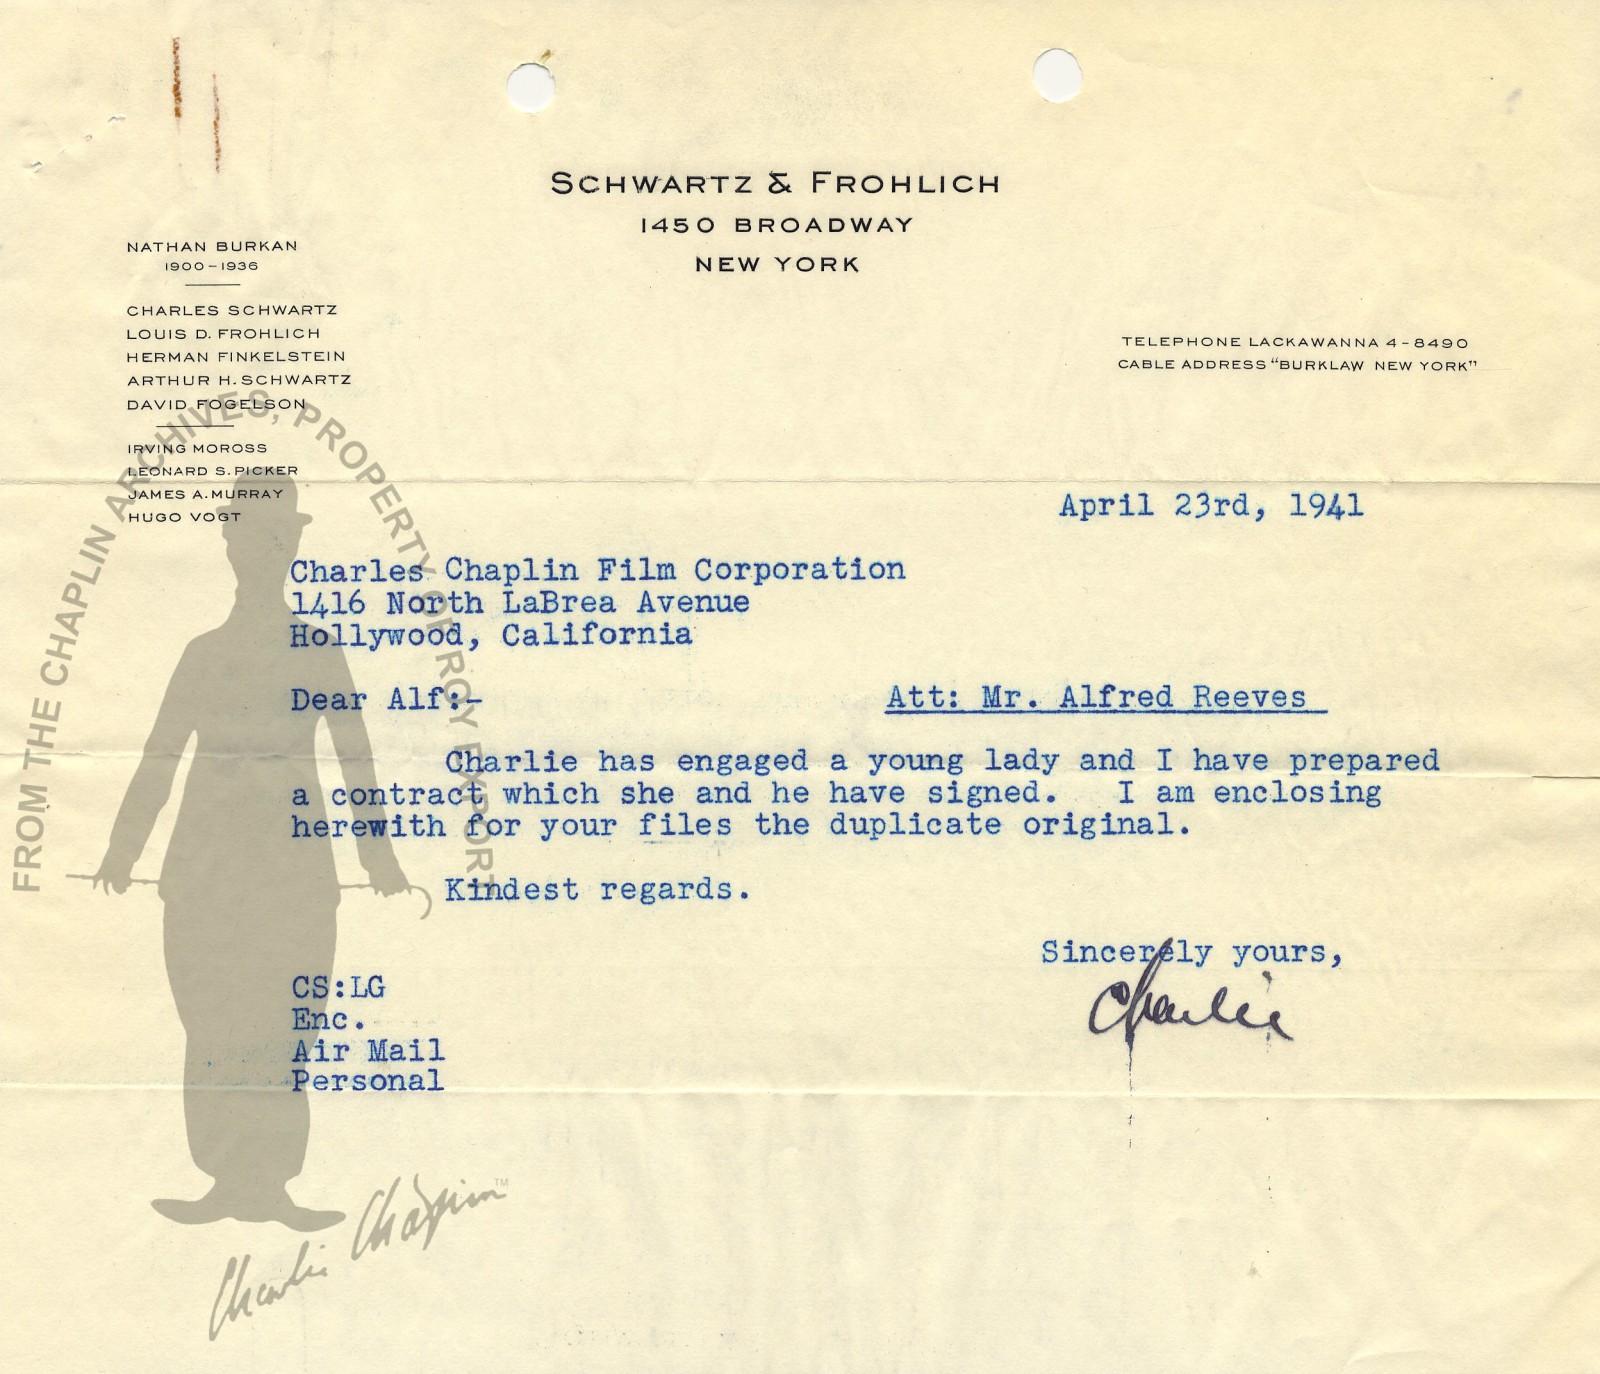 SCHWARTZ & FROHLICH
1450 BROADWAY
NEW YORK
NATHAN BURKAN
1900-1936
CHARLES SCHWARTZ
LOUIS D. FROHLICH
HERMAN FINKELSTEIN
ARTHUR H. SCHWARTZ
DAVID FOGELSON
IRVING MOROSS
LEONARD S. PICKER
JAMES A. MURRAY
HUGO VOGT
TELEPHONE LACKAWANNA 4-8490
CABLE ADDRESS "BURKLAW NEW YORK"
April 23rd, 1941
Charles Chaplin Film Corporation
1416 North LaBrea Avenue
Hollywood, California
Dear Alf:- Att: Mr. Alfred Reeves
Charlie has engaged a young lady and I have prepared
a contract which she and he have signed. I am enclosing
herewith for your files the duplicate original.
Kindest regards.
Sincerely yours,
Charlie
CS:LG
Enc.
Air Mail
Personal
FROM THE CHAPLIN ARCHIVES, PROPERTY OF ROY EXPORT
Charlie Chaplin™